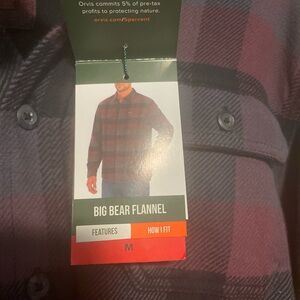 Orvis commits 5% of pre-tax
profits to protecting nature.
orvis.com/5percent
BIG BEAR FLANNEL
FEATURES
HOW I FIT
M